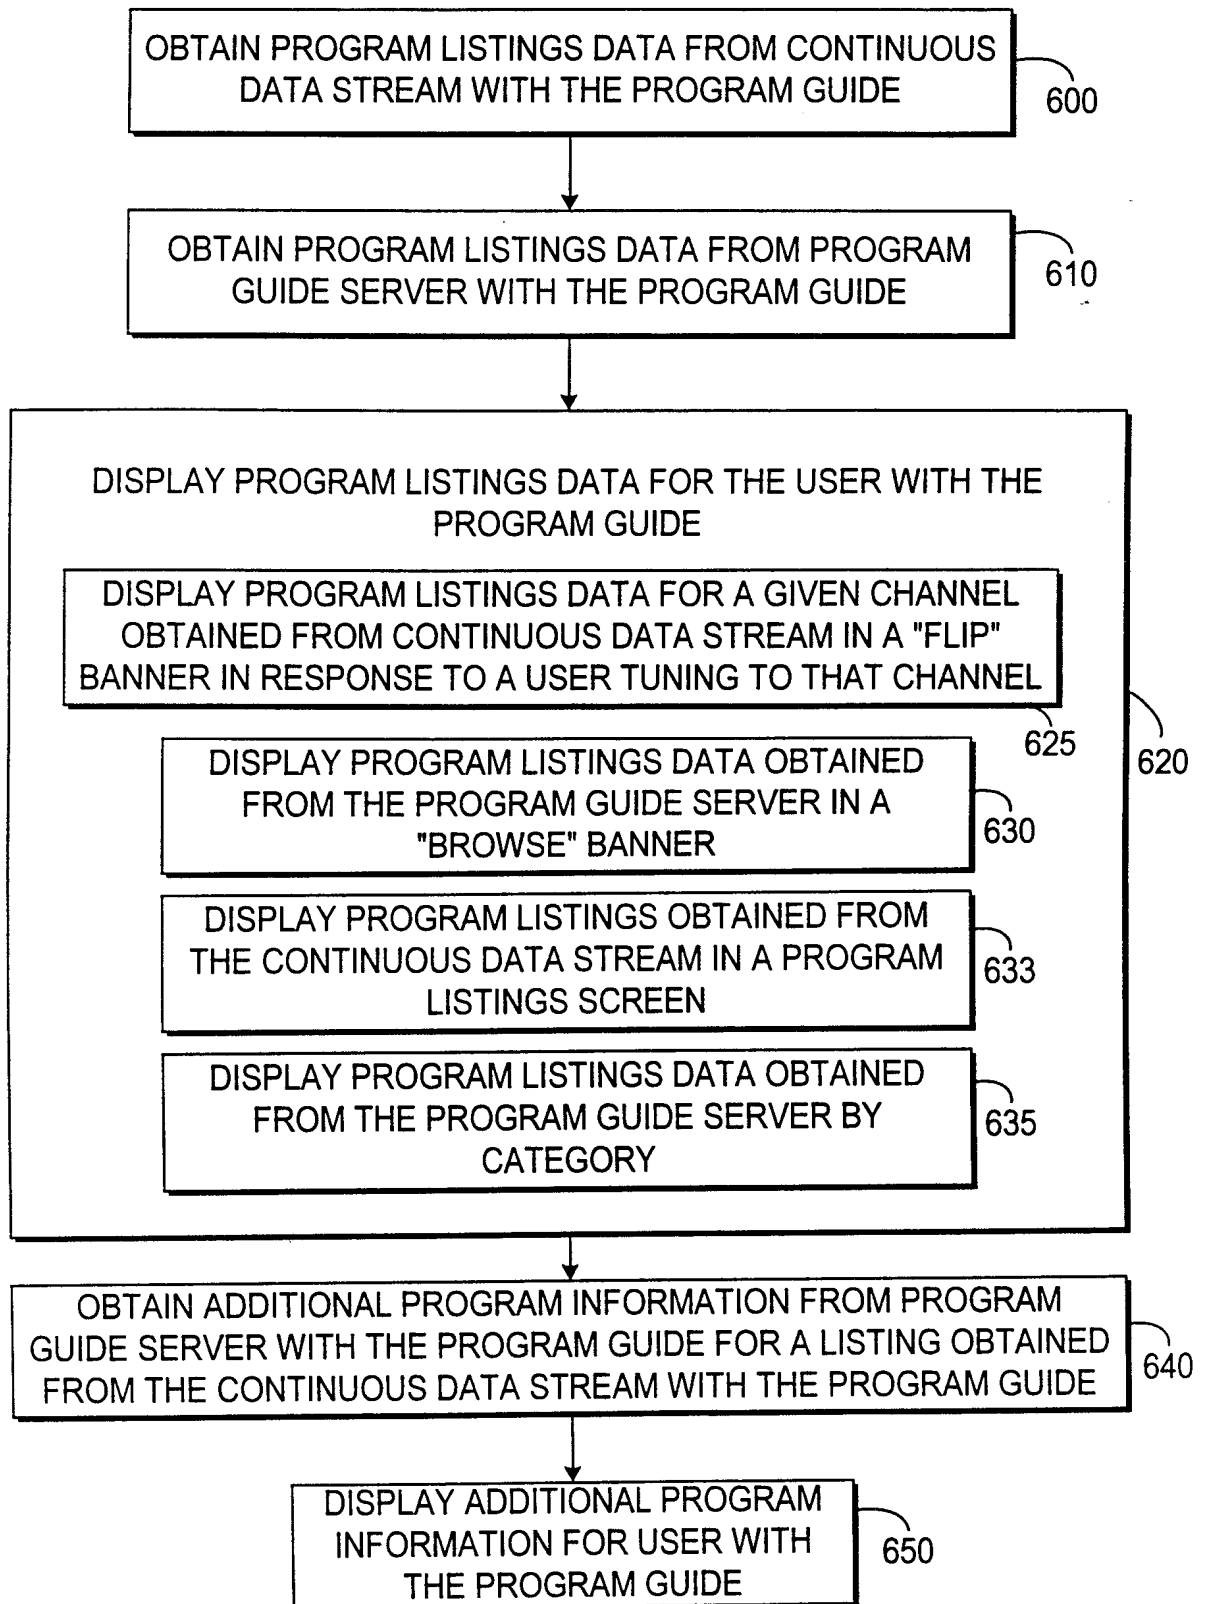 OBTAIN PROGRAM LISTINGS DATA FROM CONTINUOUS
DATA STREAM WITH THE PROGRAM GUIDE
600
OBTAIN PROGRAM LISTINGS DATA FROM PROGRAM
GUIDE SERVER WITH THE PROGRAM GUIDE
610
DISPLAY PROGRAM LISTINGS DATA FOR THE USER WITH THE
PROGRAM GUIDE
DISPLAY PROGRAM LISTINGS DATA FOR A GIVEN CHANNEL
OBTAINED FROM CONTINUOUS DATA STREAM IN A "FLIP"
BANNER IN RESPONSE TO A USER TUNING TO THAT CHANNEL
625
620
DISPLAY PROGRAM LISTINGS DATA OBTAINED
FROM THE PROGRAM GUIDE SERVER IN A
"BROWSE" BANNER
630
DISPLAY PROGRAM LISTINGS OBTAINED FROM
THE CONTINUOUS DATA STREAM IN A PROGRAM
LISTINGS SCREEN
633
DISPLAY PROGRAM LISTINGS DATA OBTAINED
FROM THE PROGRAM GUIDE SERVER BY
CATEGORY
635
OBTAIN ADDITIONAL PROGRAM INFORMATION FROM PROGRAM
GUIDE SERVER WITH THE PROGRAM GUIDE FOR A LISTING OBTAINED
FROM THE CONTINUOUS DATA STREAM WITH THE PROGRAM GUIDE
640
DISPLAY ADDITIONAL PROGRAM
INFORMATION FOR USER WITH
THE PROGRAM GUIDE
650